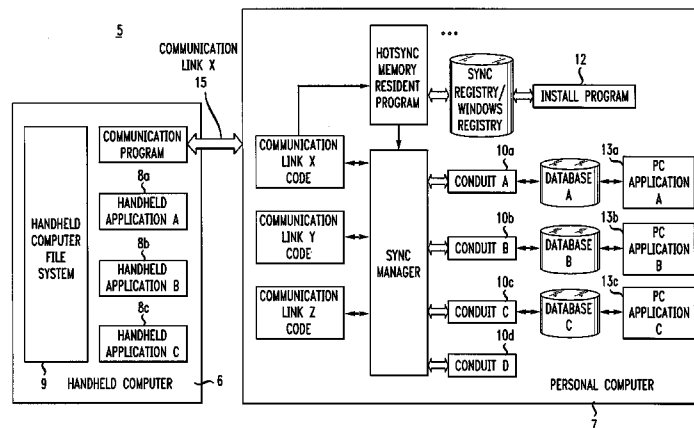 5
COMMUNICATION
LINK X
15
HANDHELD
COMPUTER
FILE
SYSTEM
COMMUNICATION
PROGRAM
8a
HANDHELD
APPLICATION A
8b
HANDHELD
APPLICATION B
8c
HANDHELD
APPLICATION C
9
HANDHELD COMPUTER
6
...
HOTSYNC
MEMORY
RESIDENT
PROGRAM
SYNC
REGISTRY/
WINDOWS
REGISTRY
12
INSTALL PROGRAM
COMMUNICATION
LINK X
CODE
COMMUNICATION
LINK Y
CODE
COMMUNICATION
LINK Z
CODE
SYNC
MANAGER
10a
CONDUIT A
DATABASE
A
13a
PC
APPLICATION
A
10b
CONDUIT B
DATABASE
B
13b
PC
APPLICATION
B
10c
CONDUIT C
DATABASE
C
13c
PC
APPLICATION
C
10d
CONDUIT D
PERSONAL COMPUTER
7